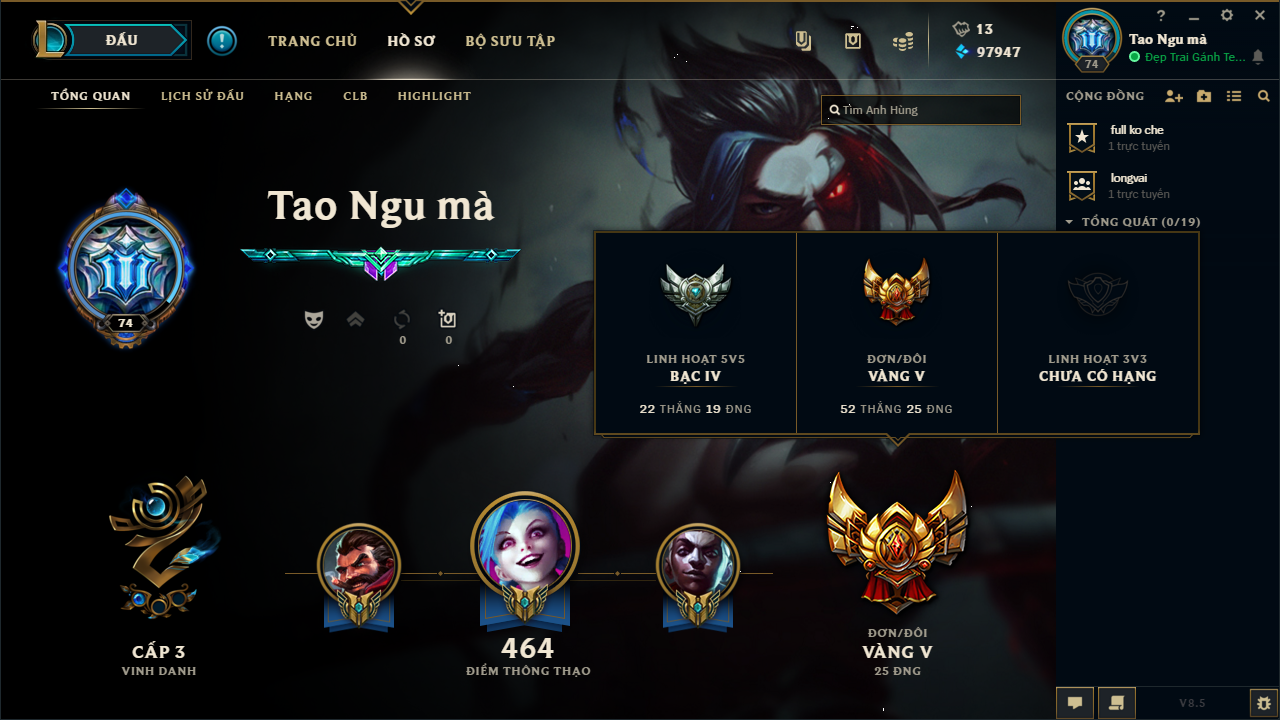 ĐẤU
!
TRANG CHỦ
HỒ SƠ
BỘ SƯU TẬP
13
97947
?
Tao Ngu mà
74
Đẹp Trai Gánh Te...
TỔNG QUAN
LỊCH SỬ ĐẤU
HẠNG
CLB
HIGHLIGHT
Tìm Anh Hùng
CỘNG ĐỒNG
full ko che
1 trực tuyến
longvai
1 trực tuyến
TỔNG QUÁT (0/19)
Tao Ngu mà
74
0
0
LINH HOẠT 5V5
BẠC IV
22 THẮNG 19 ĐNG
ĐƠN/ĐÔI
VÀNG V
52 THẮNG 25 ĐNG
LINH HOẠT 3V3
CHƯA CÓ HẠNG
CẤP 3
VINH DANH
464
ĐIỂM THÔNG THẠO
ĐƠN/ĐÔI
VÀNG V
25 ĐNG
V8.5